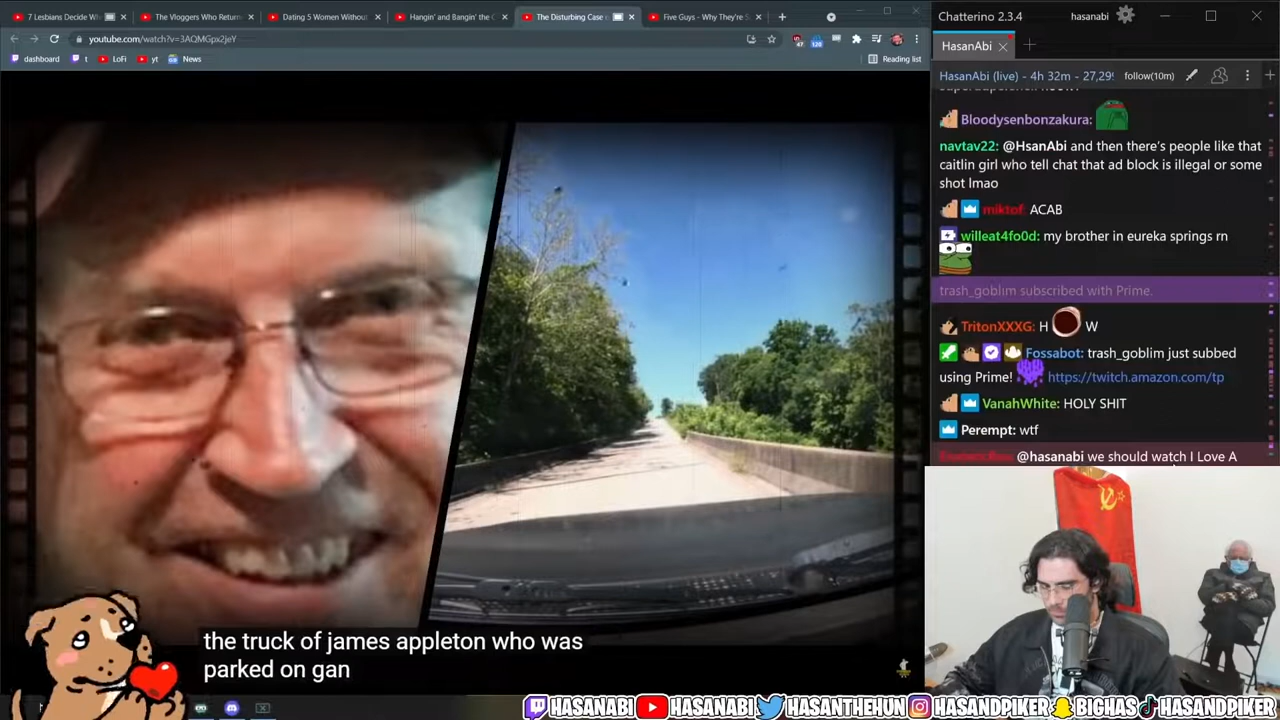 7 Lesbians Decide Wh
The Vloggers Who Return
Dating 5 Women Without
Hangin' and Bangin' the C
The Disturbing Case
Five Guys - Why They're S
youtube.com/watch?v=3AQMGpx2jeY
dashboard
t
LoFi
yt
News
Reading list
Chatterino 2.3.4
hasanabi
HasanAbi
HasanAbi (live) - 4h 32m - 27,29
follow(10m)
Bloodysenbonzakura:
navtav22: @HsanAbi and then there's people like that
caitlin girl who tell chat that ad block is illegal or some
shot lmao
miktof: ACAB
willeat4fo0d: my brother in eureka springs rn
trash_goblim subscribed with Prime.
TritonXXXG: H W
Fossabot: trash_goblim just subbed
using Prime! https://twitch.amazon.com/tp
VanahWhite: HOLY SHIT
Perempt: wtf
@hasanabi we should watch I Love A
the truck of james appleton who was
parked on gan
HASANABI
HASANABI
HASANTHEHUN
HASANDPIKER
BIGHAS
HASANDPIKER